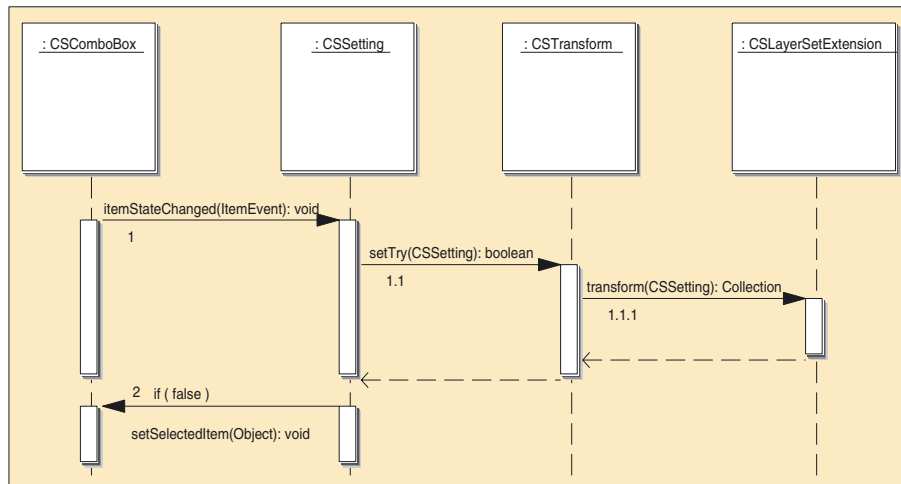 : CSComboBox
: CSSetting
: CSTransform
: CSLayerSetExtension
itemStateChanged(ItemEvent): void
1
setTry(CSSetting): boolean
1.1
transform(CSSetting): Collection
1.1.1
2 if ( false )
setSelectedItem(Object): void